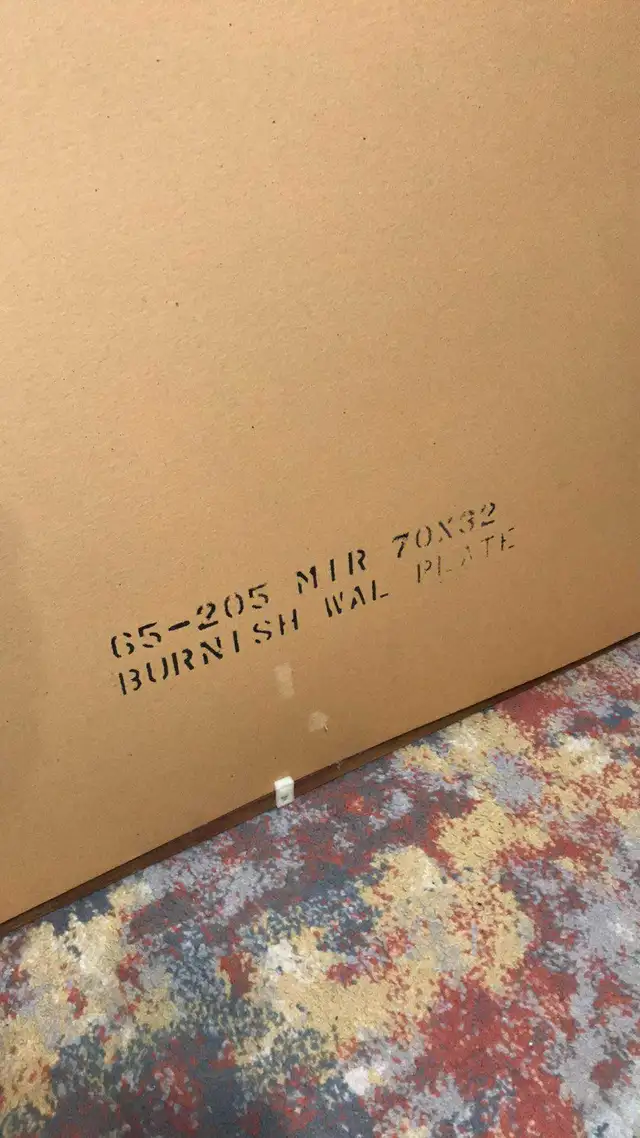 65-205 MIR 70X32
BURNISH WAL PLATE